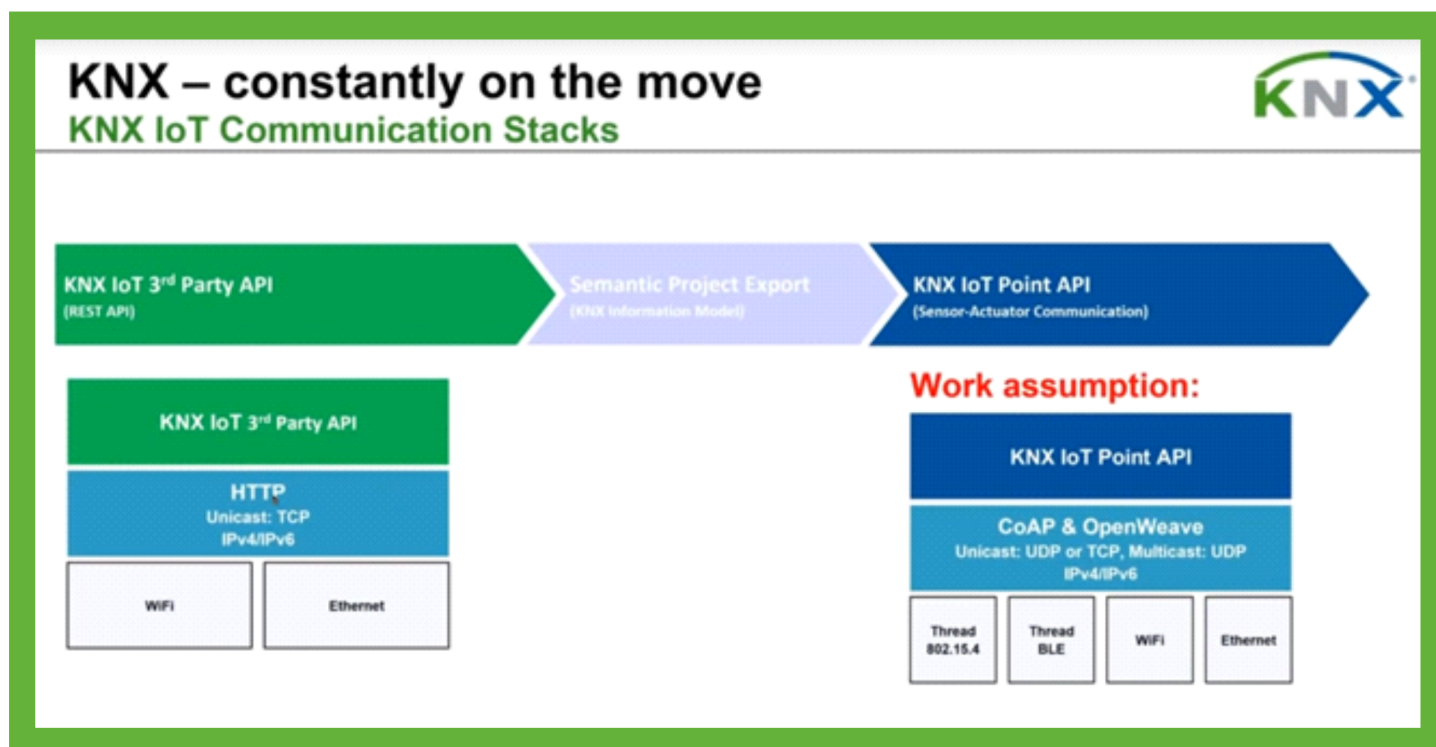 KNX – constantly on the move
KNX IoT Communication Stacks
KNX
KNX IoT 3rd Party API
(REST API)
Semantic Project Export
(KNX Information Model)
KNX IoT Point API
(Sensor-Actuator Communication)
KNX IoT 3rd Party API
HTTP
Unicast: TCP
IPv4/IPv6
WiFi
Ethernet
Work assumption:
KNX IoT Point API
CoAP & OpenWeave
Unicast: UDP or TCP, Multicast: UDP
IPv4/IPv6
Thread
802.15.4
Thread
BLE
WiFi
Ethernet